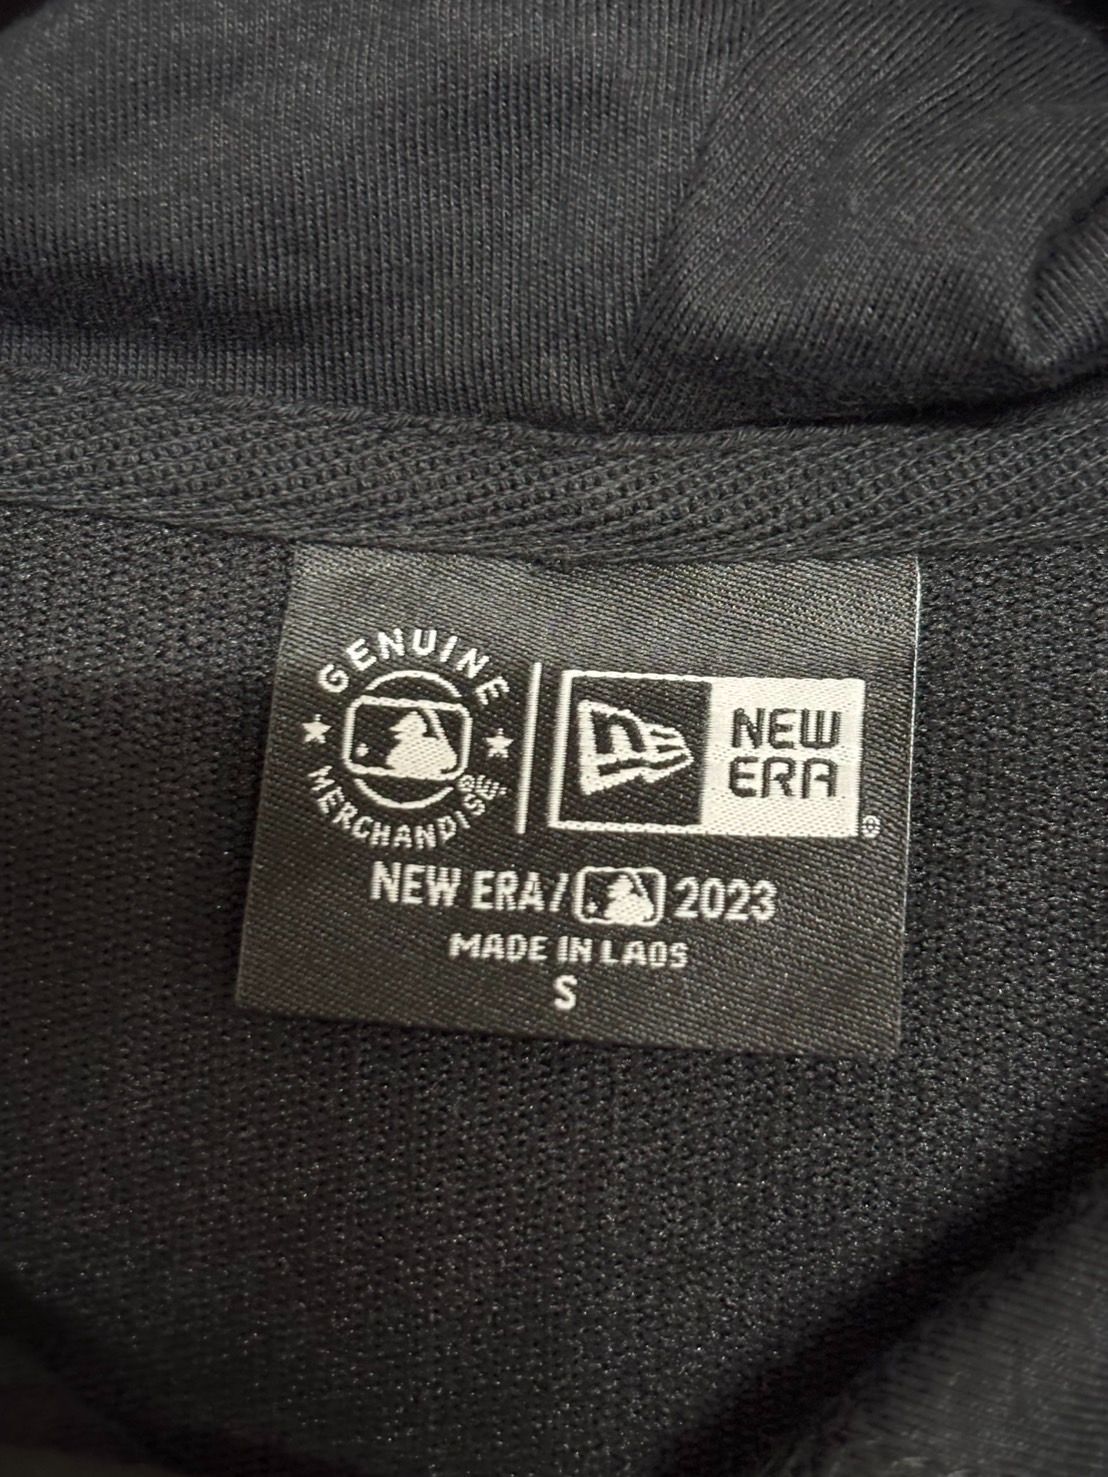 GENUINE
MERCHANDISE
NEW
ERA
NEW ERA/ 2023
MADE IN LAOS
S